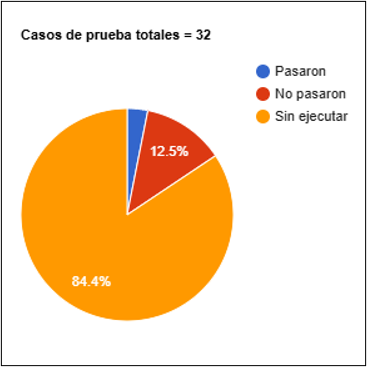 Casos de prueba totales = 32
Pasaron
No pasaron
Sin ejecutar
12.5%
84.4%